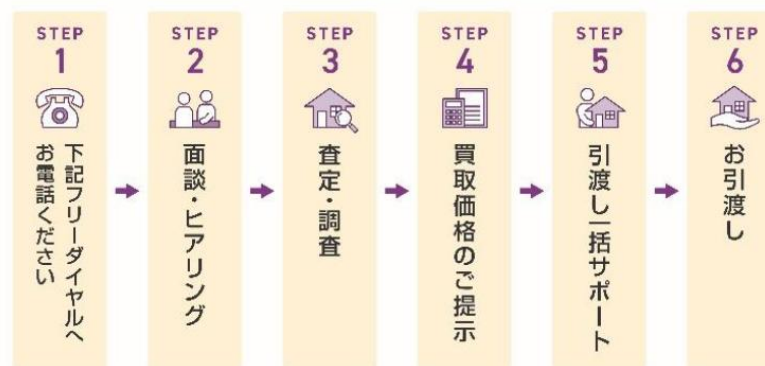 STEP
1
下記フリーダイヤルへ
お電話ください
STEP
2
面談・ヒアリング
STEP
3
査定・調査
STEP
4
買取価格のご提示
STEP
5
引渡し一括サポート
STEP
6
お引渡し